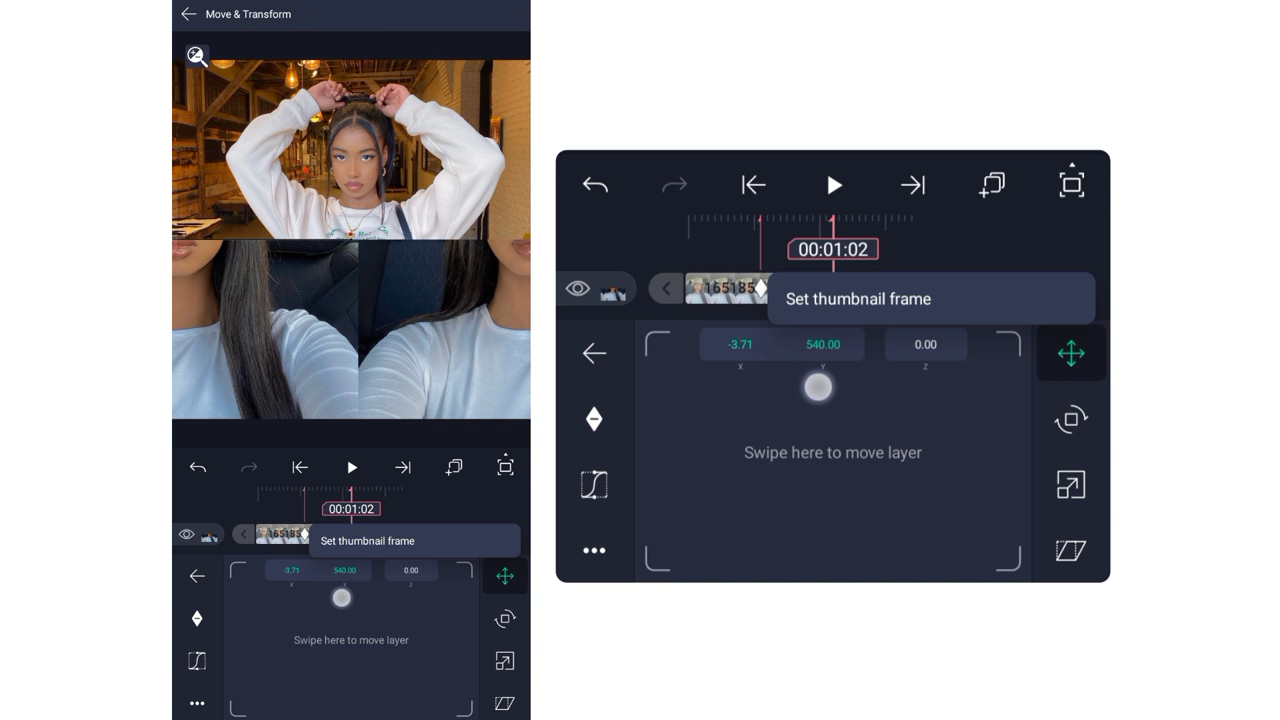 Move & Transform
00:01:02
165185
Set thumbnail frame
-3.71 540.00 0.00
X Y Z
Swipe here to move layer
00:01:02
165185
Set thumbnail frame
-3.71 540.00 0.00
X Y Z
Swipe here to move layer